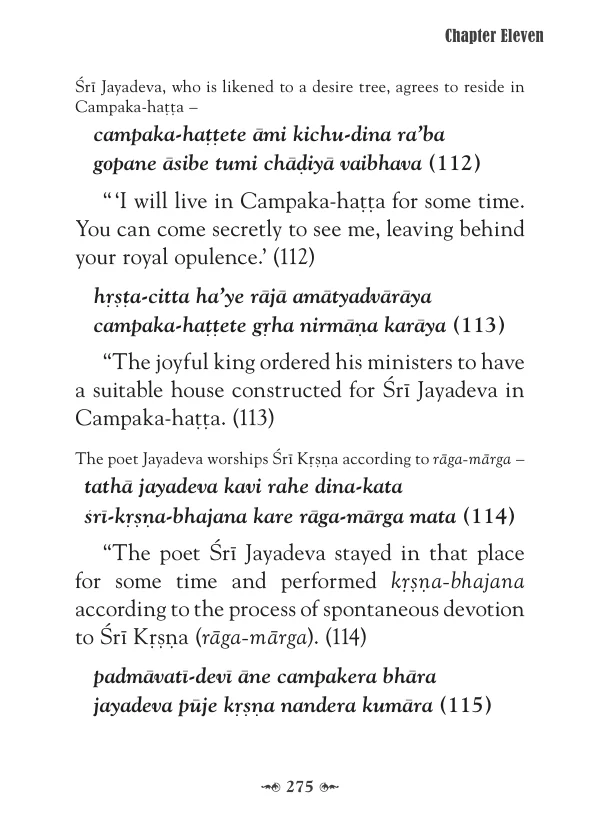 Chapter Eleven
Śrī Jayadeva, who is likened to a desire tree, agrees to reside in
Campaka-haṭṭa –
campaka-haṭṭete āmi kichu-dina ra’ba
gopane āsibe tumi chāḍiyā vaibhava (112)
“ ‘I will live in Campaka-haṭṭa for some time.
You can come secretly to see me, leaving behind
your royal opulence.’ (112)
hṛṣṭa-citta ha’ye rājā amātyadvārāya
campaka-haṭṭete gṛha nirmāṇa karāya (113)
“The joyful king ordered his ministers to have
a suitable house constructed for Śrī Jayadeva in
Campaka-haṭṭa. (113)
The poet Jayadeva worships Śrī Kṛṣṇa according to rāga-mārga –
tathā jayadeva kavi rahe dina-kata
śrī-kṛṣṇa-bhajana kare rāga-mārga mata (114)
“The poet Śrī Jayadeva stayed in that place
for some time and performed kṛṣṇa-bhajana
according to the process of spontaneous devotion
to Śrī Kṛṣṇa (rāga-mārga). (114)
padmāvatī-devī āne campakera bhāra
jayadeva pūje kṛṣṇa nandera kumāra (115)
275